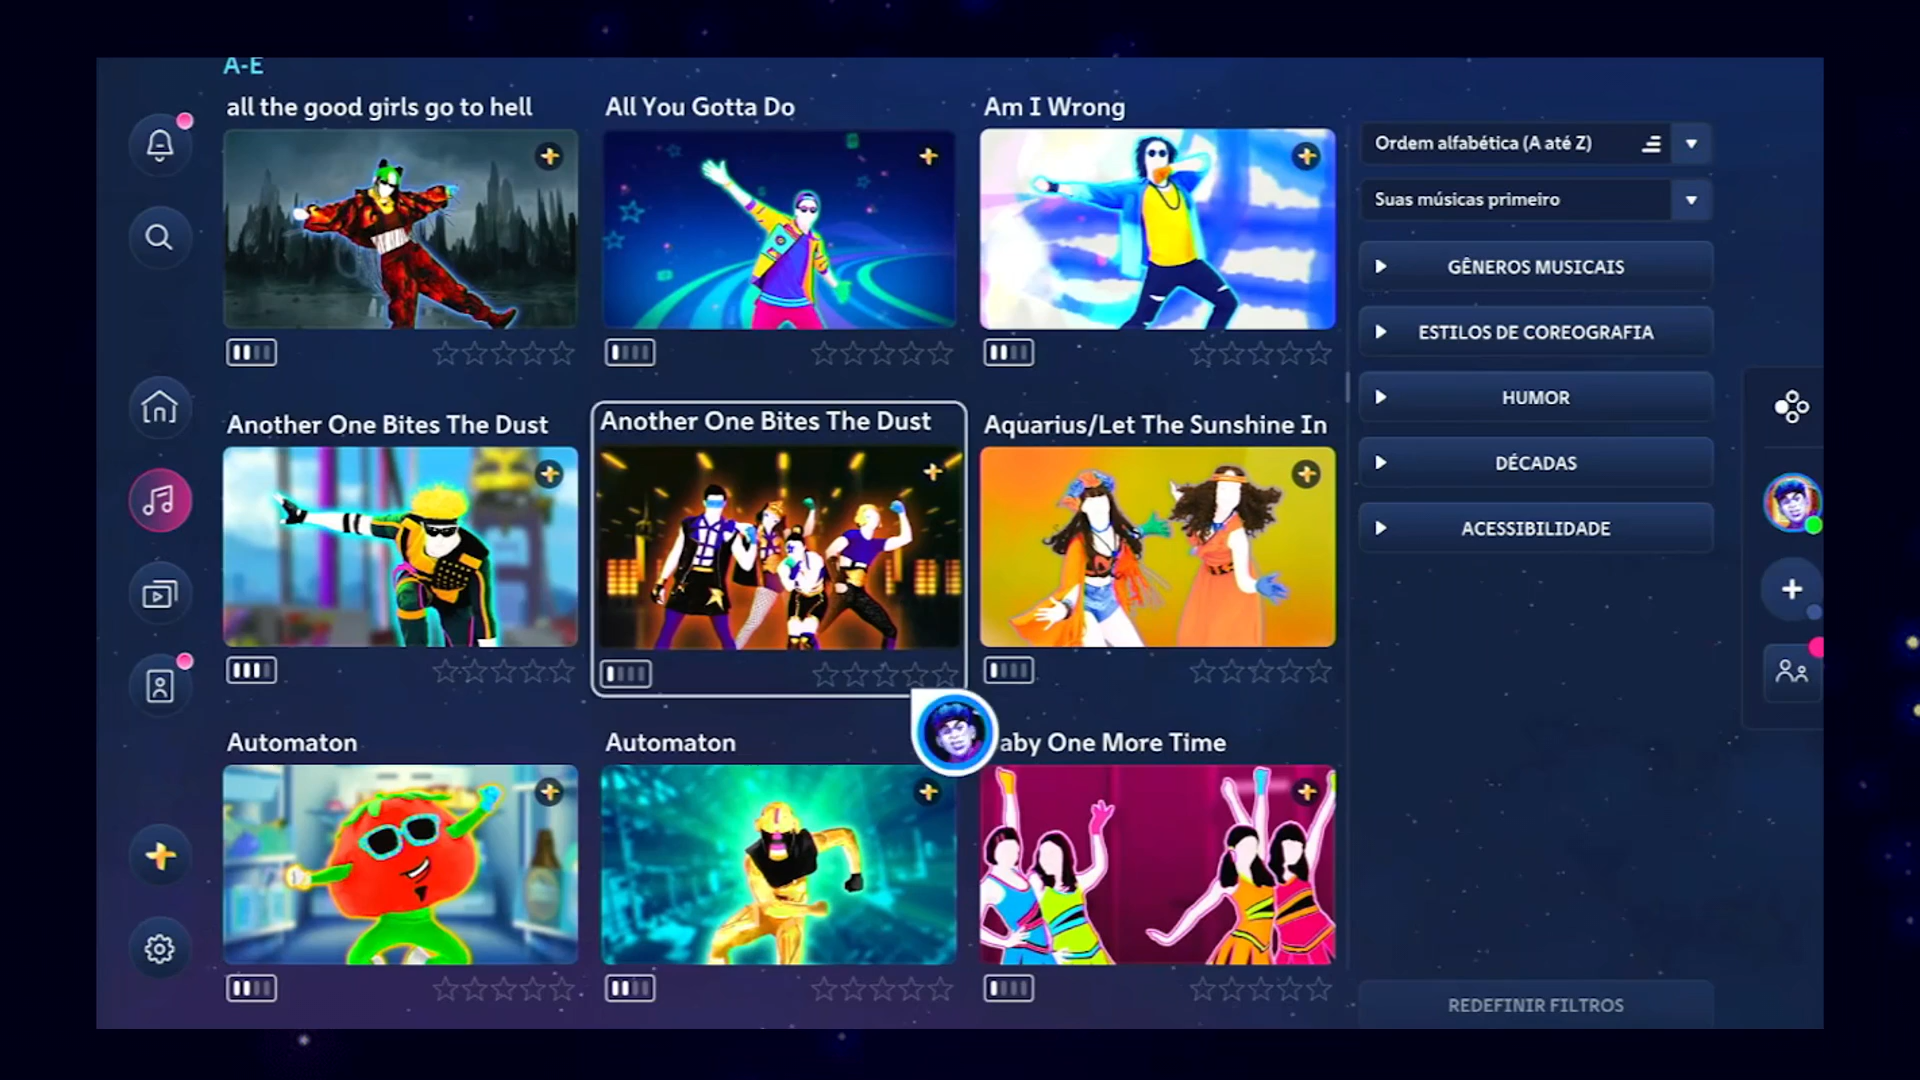 A-E
all the good girls go to hell
All You Gotta Do
Am I Wrong
Ordem alfabética (A até Z)
Suas músicas primeiro
GÊNEROS MUSICAIS
ESTILOS DE COREOGRAFIA
HUMOR
DÉCADAS
ACESSIBILIDADE
Another One Bites The Dust
Another One Bites The Dust
Aquarius/Let The Sunshine In
Automaton
Automaton
aby One More Time
REDEFINIR FILTROS